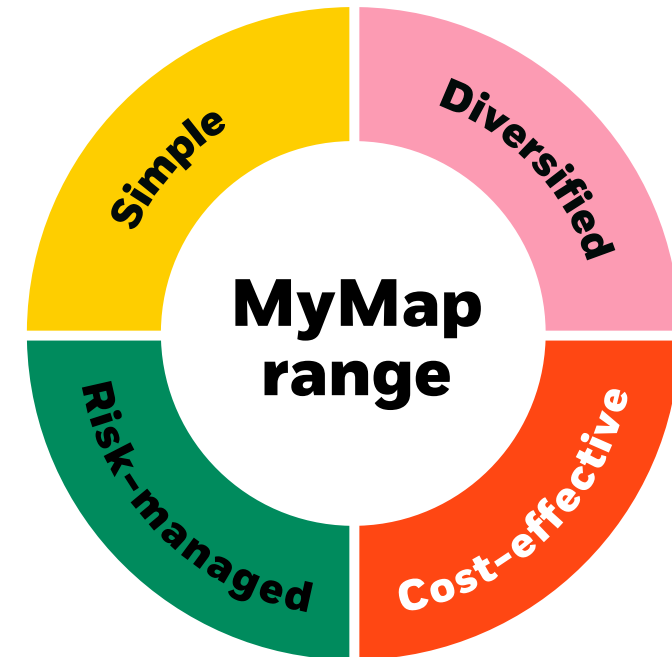 Simple
Diversified
MyMap
range
Risk-managed
Cost-effective